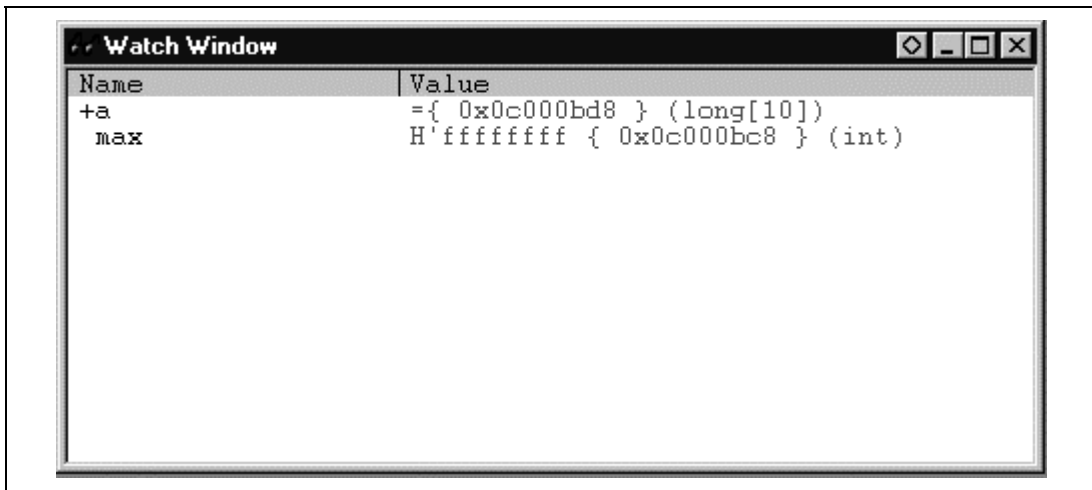 Watch Window
Name Value
+a ={ 0x0c000bd8 } (long[10])
max H'ffffffff { 0x0c000bc8 } (int)